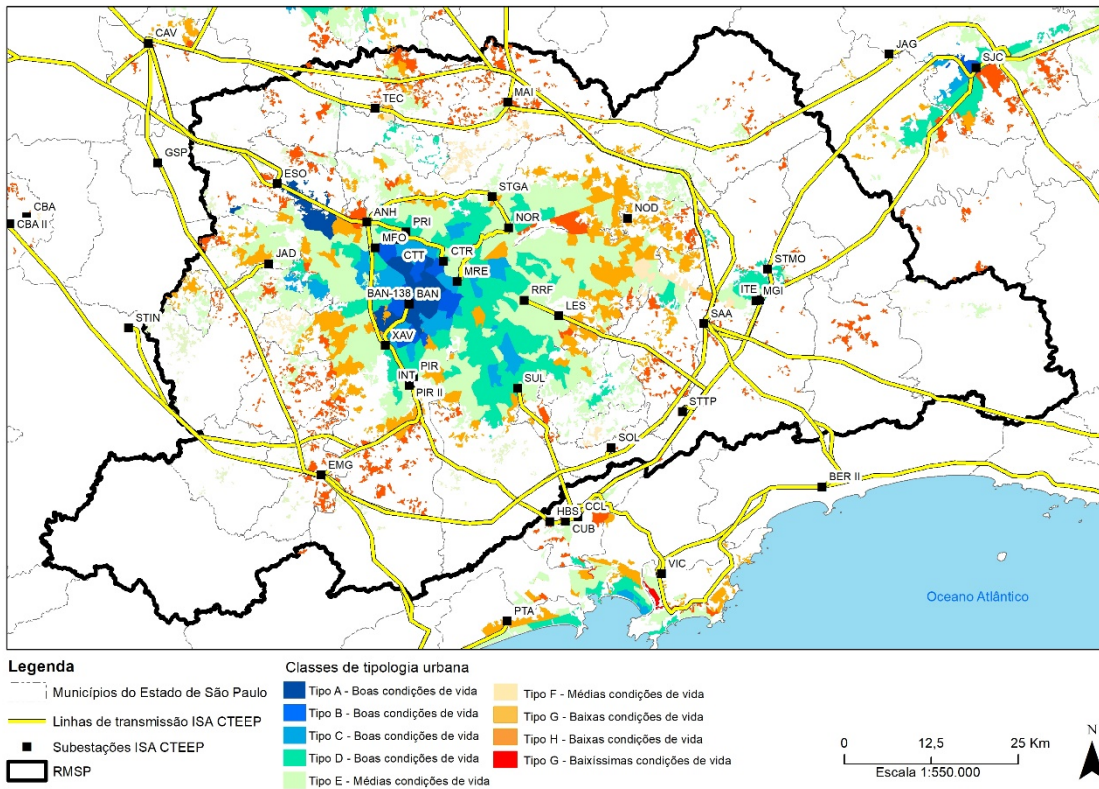 CAV
JAG
SJC
TEC
MAI
GSP
ESO
STGA
CBA
CBA II
ANH
PRI
NOR
NOD
MFO
CTT
CTR
JAD
MRE
STMO
BAN-138
BAN
RRF
ITE
MGI
LES
STIN
SAA
XAV
PIR
INT
PIR II
SUL
STTP
SOL
EMG
BER II
HBS
CCL
CUB
VIC
PTA
Oceano Atlântico
Legenda
Municípios do Estado de São Paulo
Linhas de transmissão ISA CTEEP
Subestações ISA CTEEP
RMSP
Classes de tipologia urbana
Tipo A - Boas condições de vida
Tipo B - Boas condições de vida
Tipo C - Boas condições de vida
Tipo D - Boas condições de vida
Tipo E - Médias condições de vida
Tipo F - Médias condições de vida
Tipo G - Baixas condições de vida
Tipo H - Baixas condições de vida
Tipo G - Baixíssimas condições de vida
0 12,5 25 Km
Escala 1:550.000
N